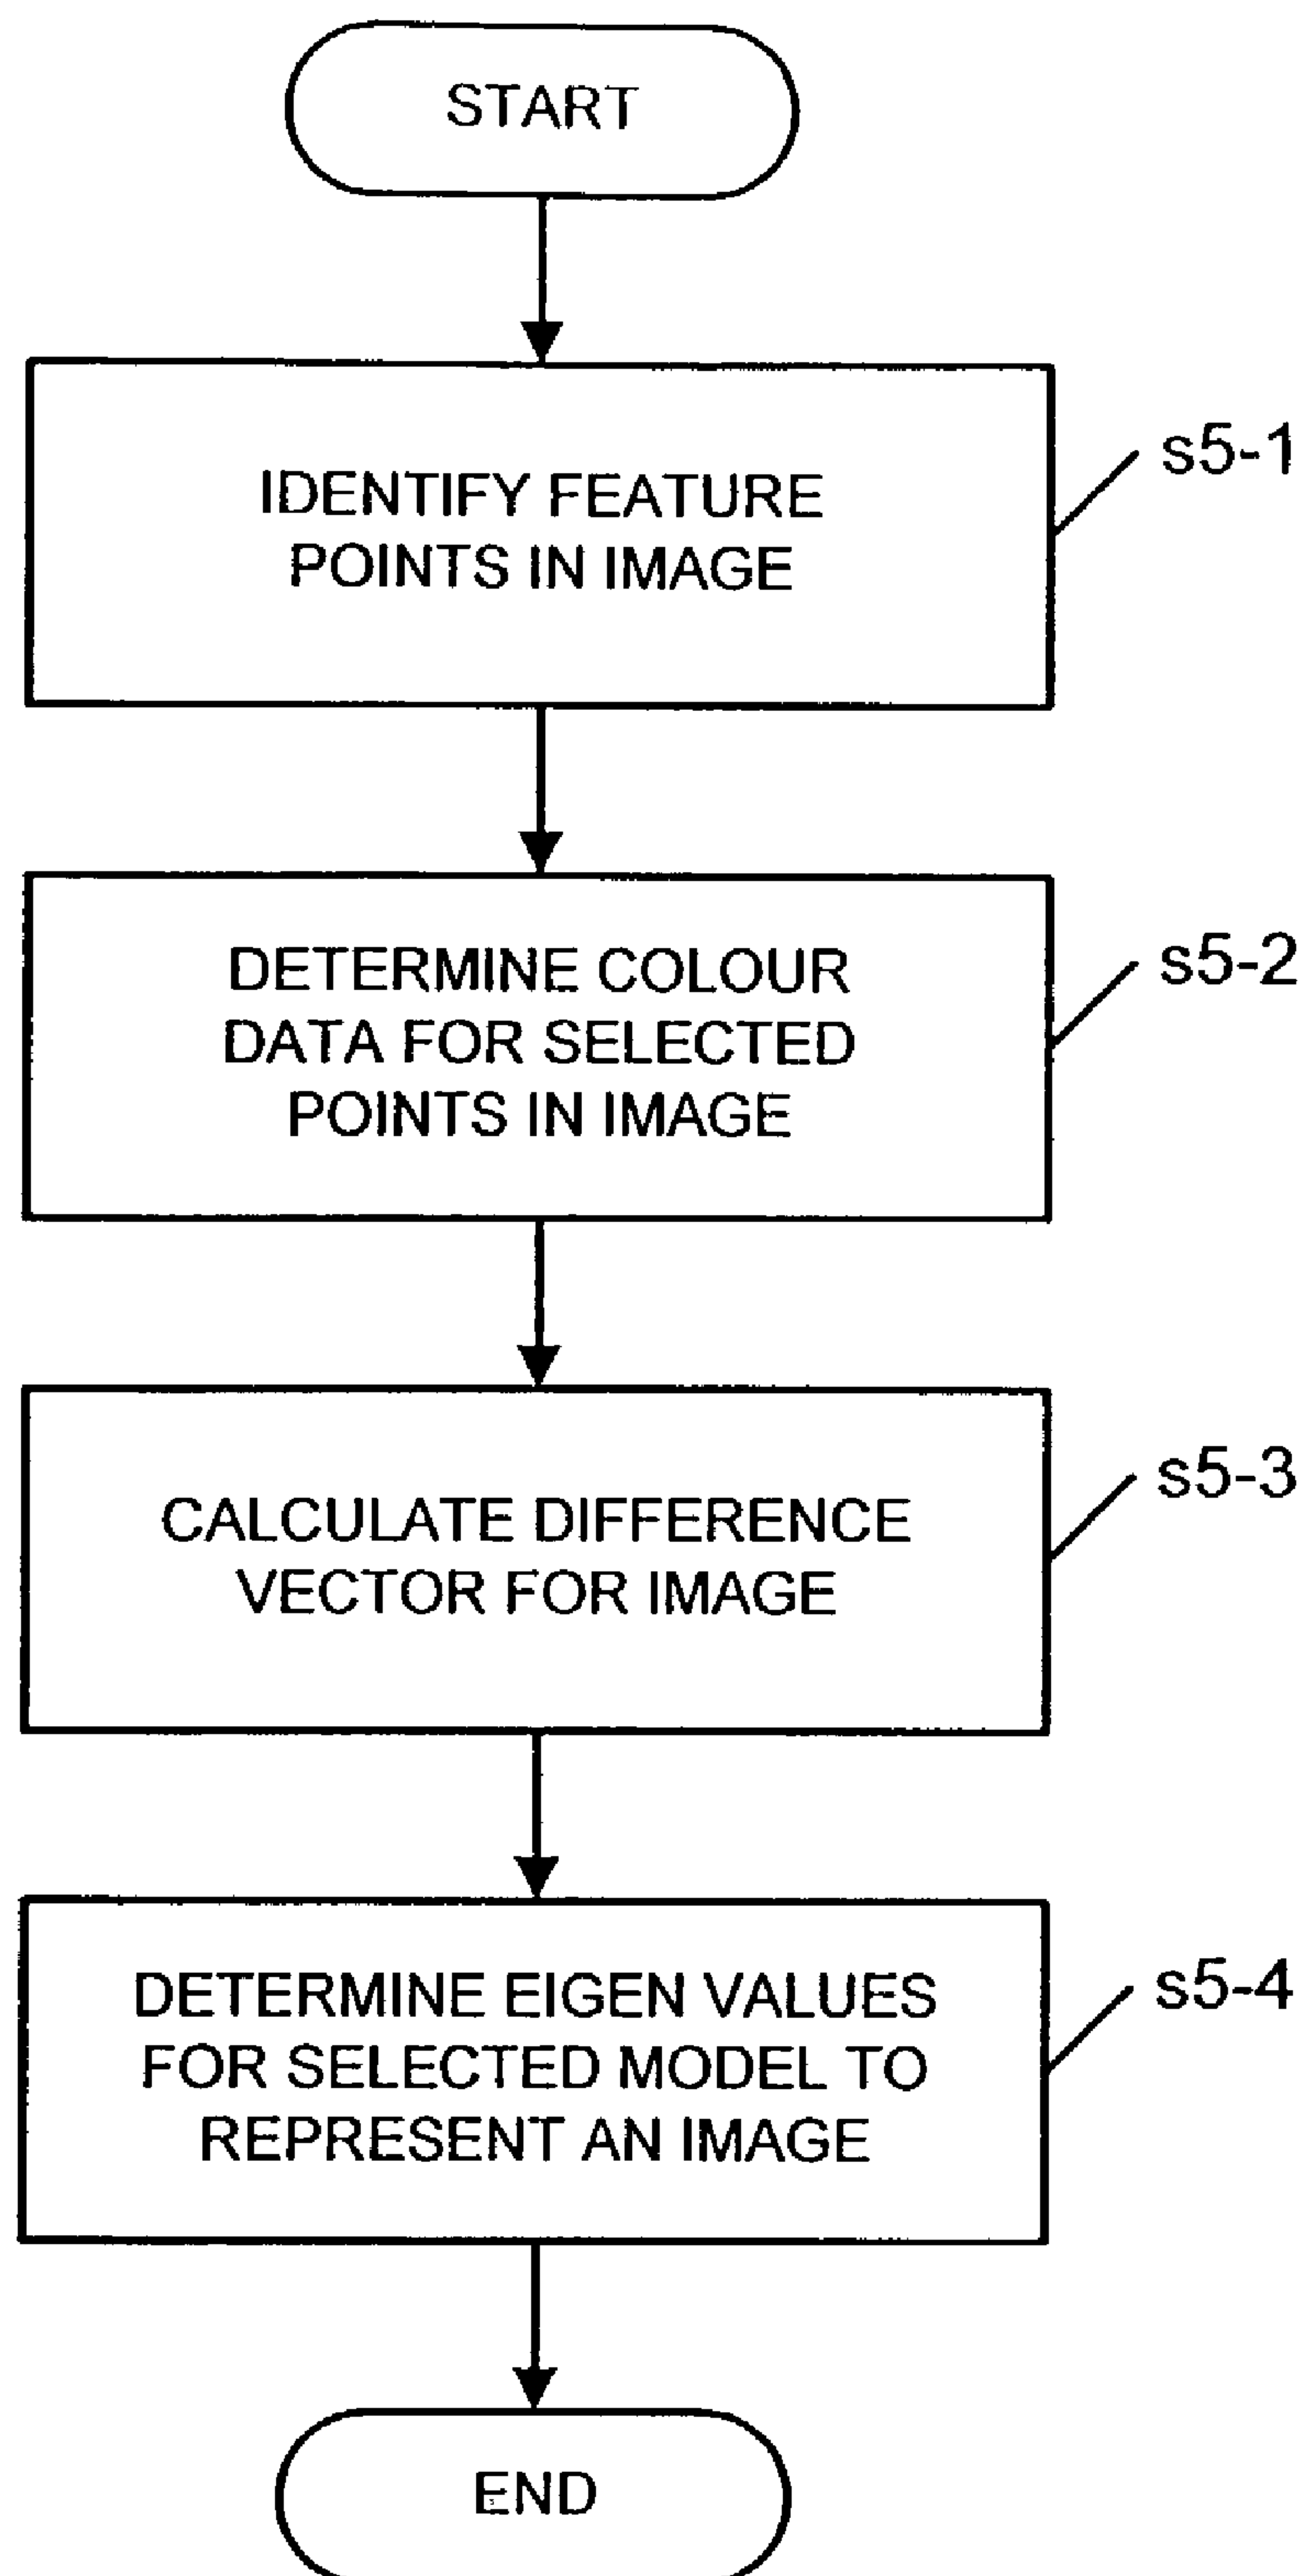 START
IDENTIFY FEATURE
POINTS IN IMAGE
s5-1
DETERMINE COLOUR
DATA FOR SELECTED
POINTS IN IMAGE
s5-2
CALCULATE DIFFERENCE
VECTOR FOR IMAGE
s5-3
DETERMINE EIGEN VALUES
FOR SELECTED MODEL TO
REPRESENT AN IMAGE
s5-4
END